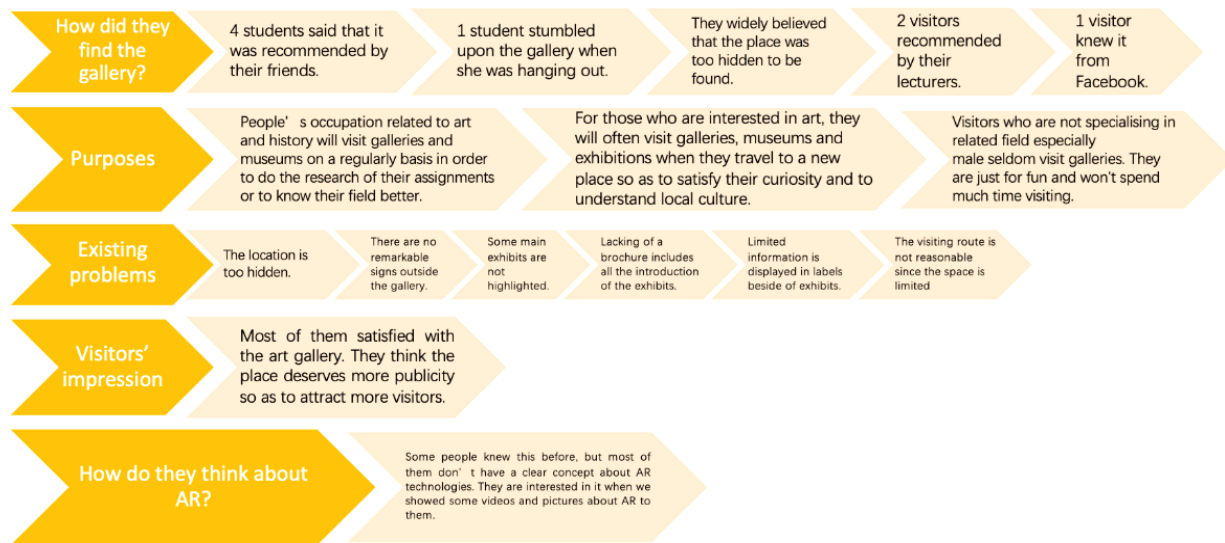 How did they
find the
gallery?
4 students said that it
was recommended by
their friends.
1 student stumbled
upon the gallery when
she was hanging out.
They widely believed
that the place was
too hidden to be
found.
2 visitors
recommended
by their
lecturers.
1 visitor
knew it
from
Facebook.
Purposes
People’s occupation related to art
and history will visit galleries and
museums on a regularly basis in order
to do the research of their assignments
or to know their field better.
For those who are interested in art, they
will often visit galleries, museums and
exhibitions when they travel to a new
place so as to satisfy their curiosity and to
understand local culture.
Visitors who are not specialising in
related field especially
male seldom visit galleries. They
are just for fun and won't spend
much time visiting.
Existing
problems
The location is
too hidden.
There are no
remarkable
signs outside
the gallery.
Some main
exhibits are
not
highlighted.
Lacking of a
brochure includes
all the introduction
of the exhibits.
Limited
information is
displayed in labels
beside of exhibits.
The visiting route is
not reasonable
since the space is
limited
Visitors’
impression
Most of them satisfied with
the art gallery. They think the
place deserves more publicity
so as to attract more visitors.
How do they think about
AR?
Some people knew this before, but most of
them don’t have a clear concept about AR
technologies. They are interested in it when we
showed some videos and pictures about AR to
them.